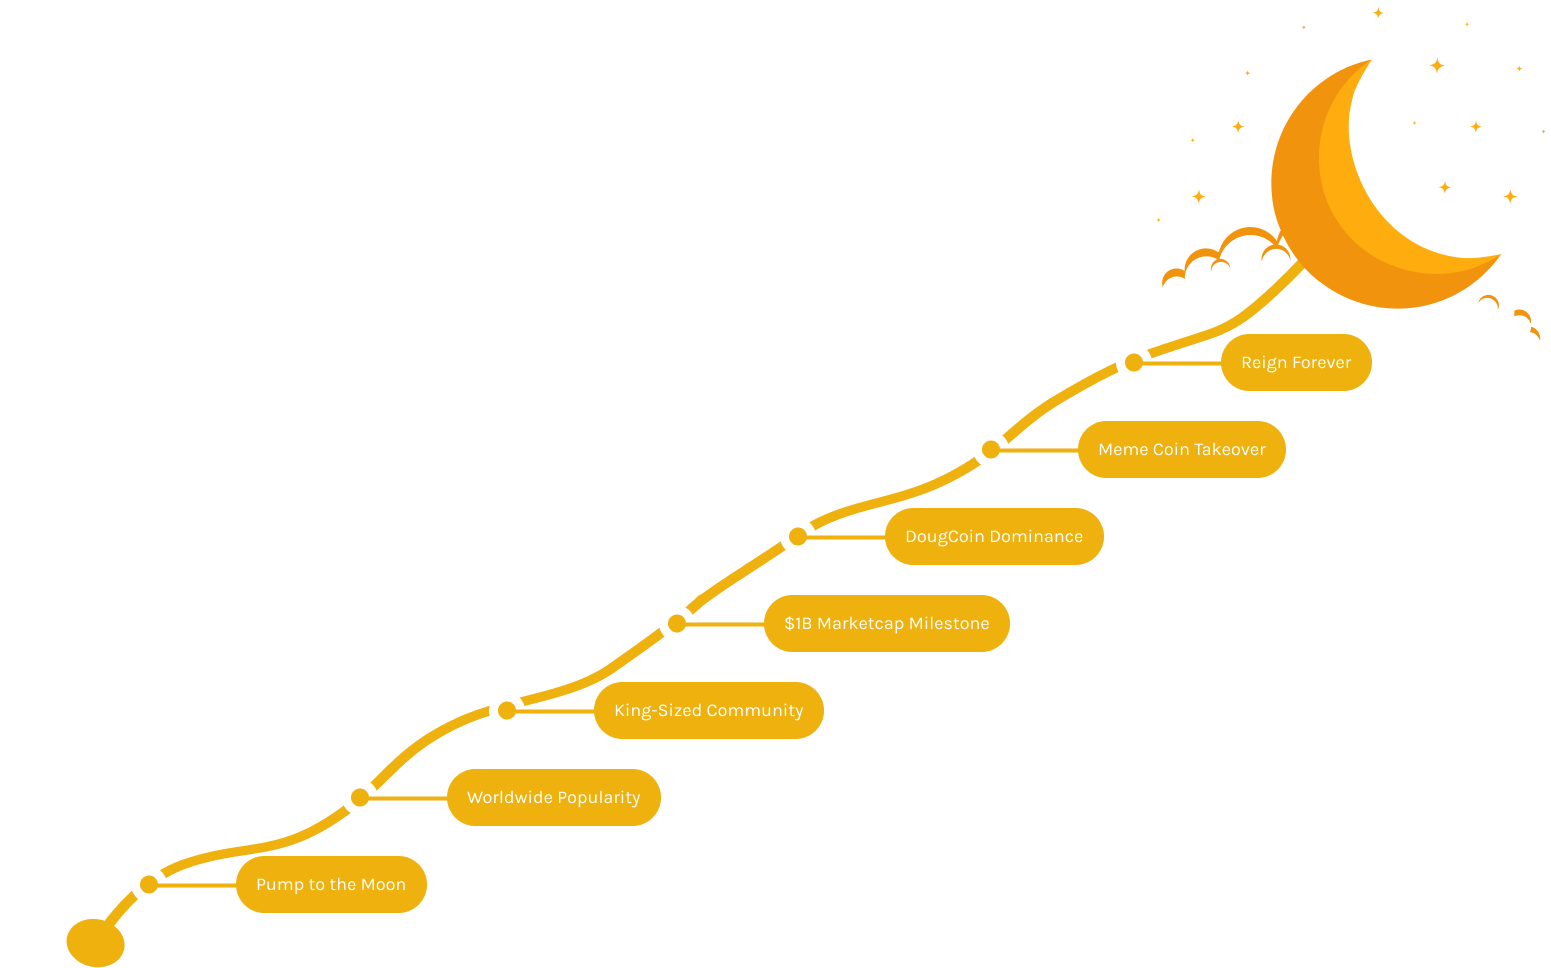 Reign Forever
Meme Coin Takeover
DougCoin Dominance
$1B Marketcap Milestone
King-Sized Community
Worldwide Popularity
Pump to the Moon